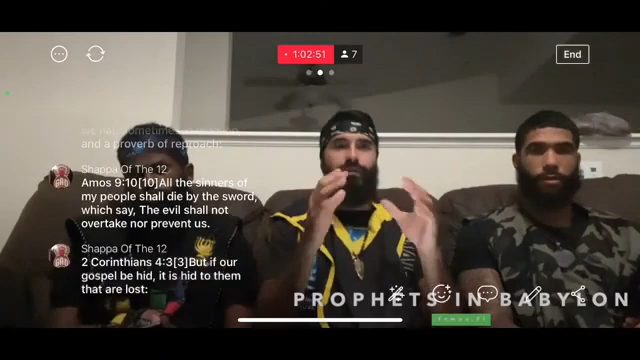 1:02:51
7
End
and a proverb of reproach:
Shappa Of The 12
Amos 9:10[10]All the sinners of
my people shall die by the sword,
which say, The evil shall not
overtake nor prevent us.
Shappa Of The 12
2 Corinthians 4:3[3]But if our
gospel be hid, it is hid to them
that are lost:
PROPHETS IN BABYLON